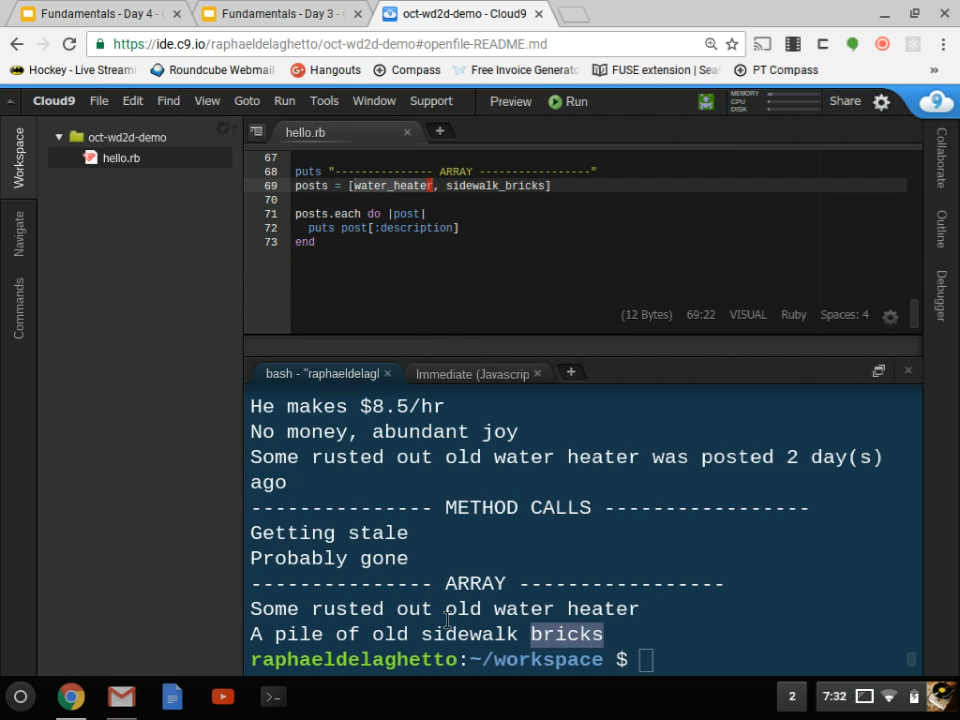 Fundamentals - Day 4 -
Fundamentals - Day 3 -
oct-wd2d-demo - Cloud9
https://ide.c9.io/raphaeldelaghetto/oct-wd2d-demo#openfile-README.md
Hockey - Live Stream
Roundcube Webmail
Hangouts
Compass
Free Invoice Generato
FUSE extension | Sea
PT Compass
»
Cloud9 File Edit Find View Goto Run Tools Window Support Preview Run
MEMORY
CPU
DISK
Share
9
Workspace
Navigate
Commands
oct-wd2d-demo
hello.rb
hello.rb
67
68 puts "--------------- ARRAY -----------------"
69 posts = [water_heater, sidewalk_bricks]
70
71 posts.each do |post|
72 puts post[:description]
73 end
(12 Bytes) 69:22 VISUAL Ruby Spaces: 4
Collaborate
Outline
Debugger
bash - "raphaeldelagl
Immediate (Javascrip
He makes $8.5/hr
No money, abundant joy
Some rusted out old water heater was posted 2 day(s)
ago
--------------- METHOD CALLS -----------------
Getting stale
Probably gone
--------------- ARRAY -----------------
Some rusted out old water heater
A pile of old sidewalk bricks
raphaeldelaghetto:~/workspace $
2
7:32